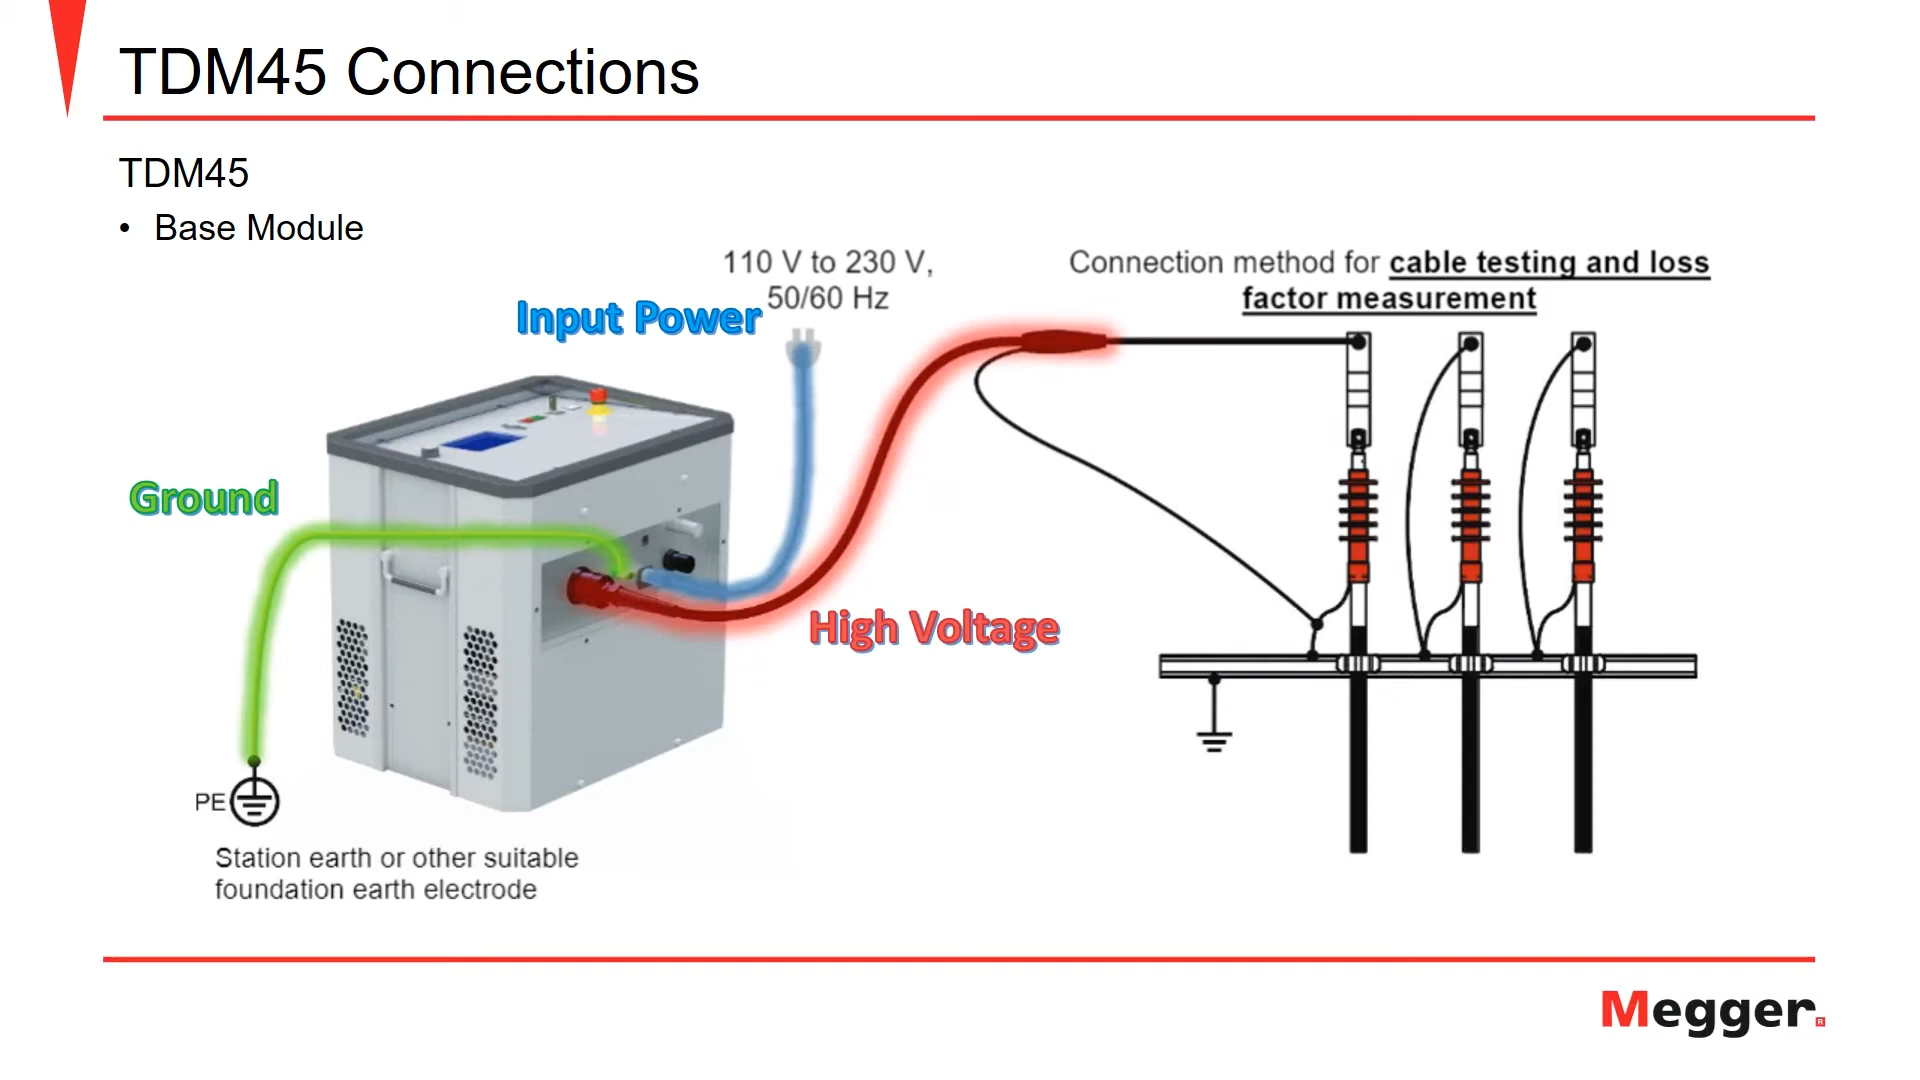 TDM45 Connections
TDM45
• Base Module
110 V to 230 V,
50/60 Hz
Input Power
Connection method for cable testing and loss
factor measurement
Ground
High Voltage
PE
Station earth or other suitable
foundation earth electrode
Megger®